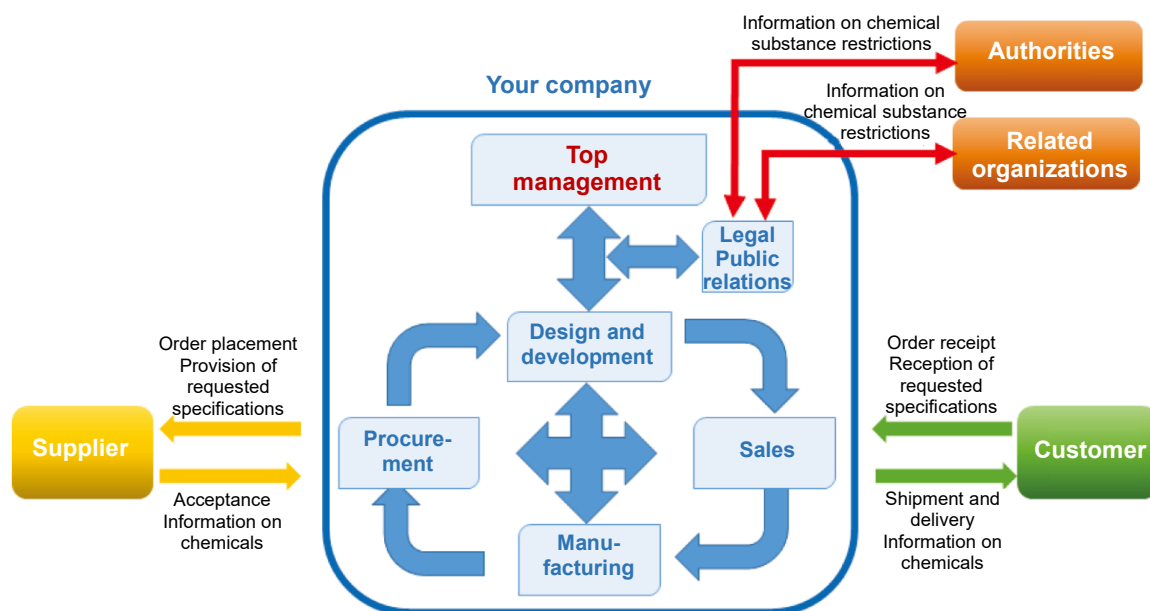 Information on chemical
substance restrictions
Authorities
Information on
chemical substance
restrictions
Related
organizations
Your company
Top
management
Legal
Public
relations
Design and
development
Order placement
Provision of
requested
specifications
Order receipt
Reception of
requested
specifications
Supplier
Procure-
ment
Sales
Customer
Acceptance
Information on
chemicals
Shipment and
delivery
Information on
chemicals
Manu-
facturing